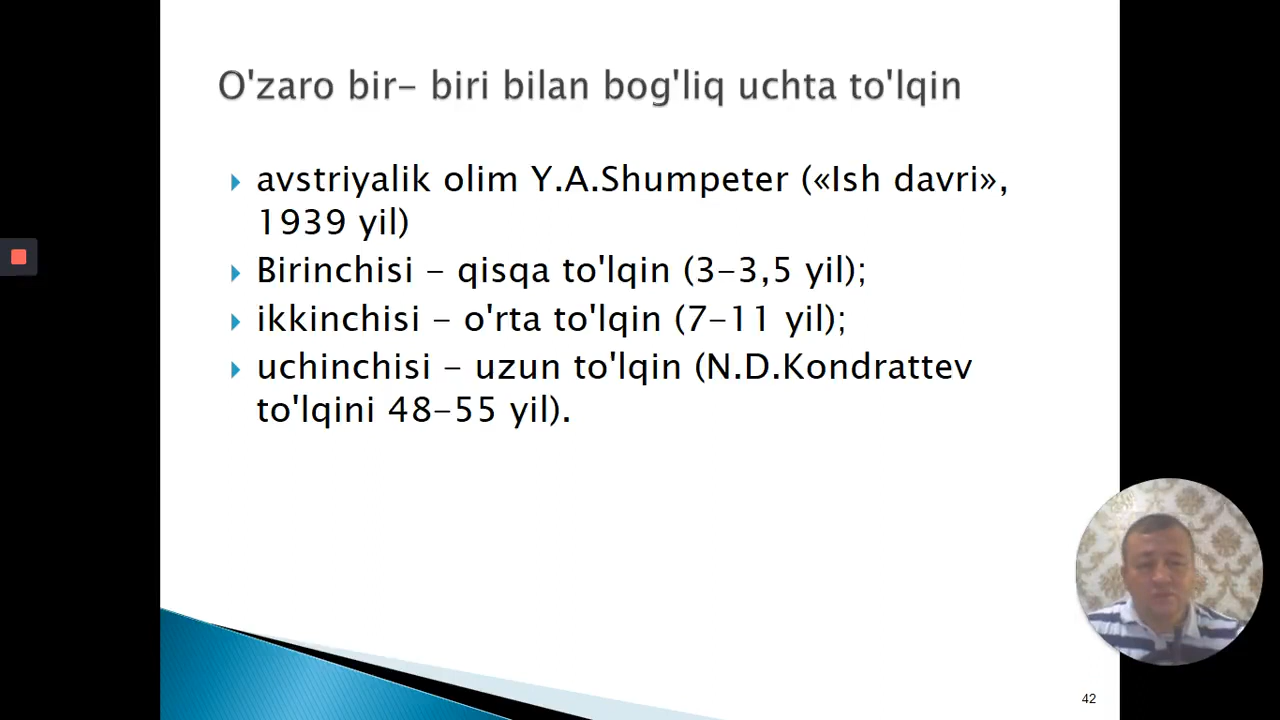 O'zaro bir- biri bilan bog'liq uchta to'lqin
avstriyalik olim Y.A.Shumpeter («Ish davri»,
1939 yil)
Birinchisi - qisqa to'lqin (3-3,5 yil);
ikkinchisi - o'rta to'lqin (7-11 yil);
uchinchisi - uzun to'lqin (N.D.Kondrattev
to'lqini 48-55 yil).
42